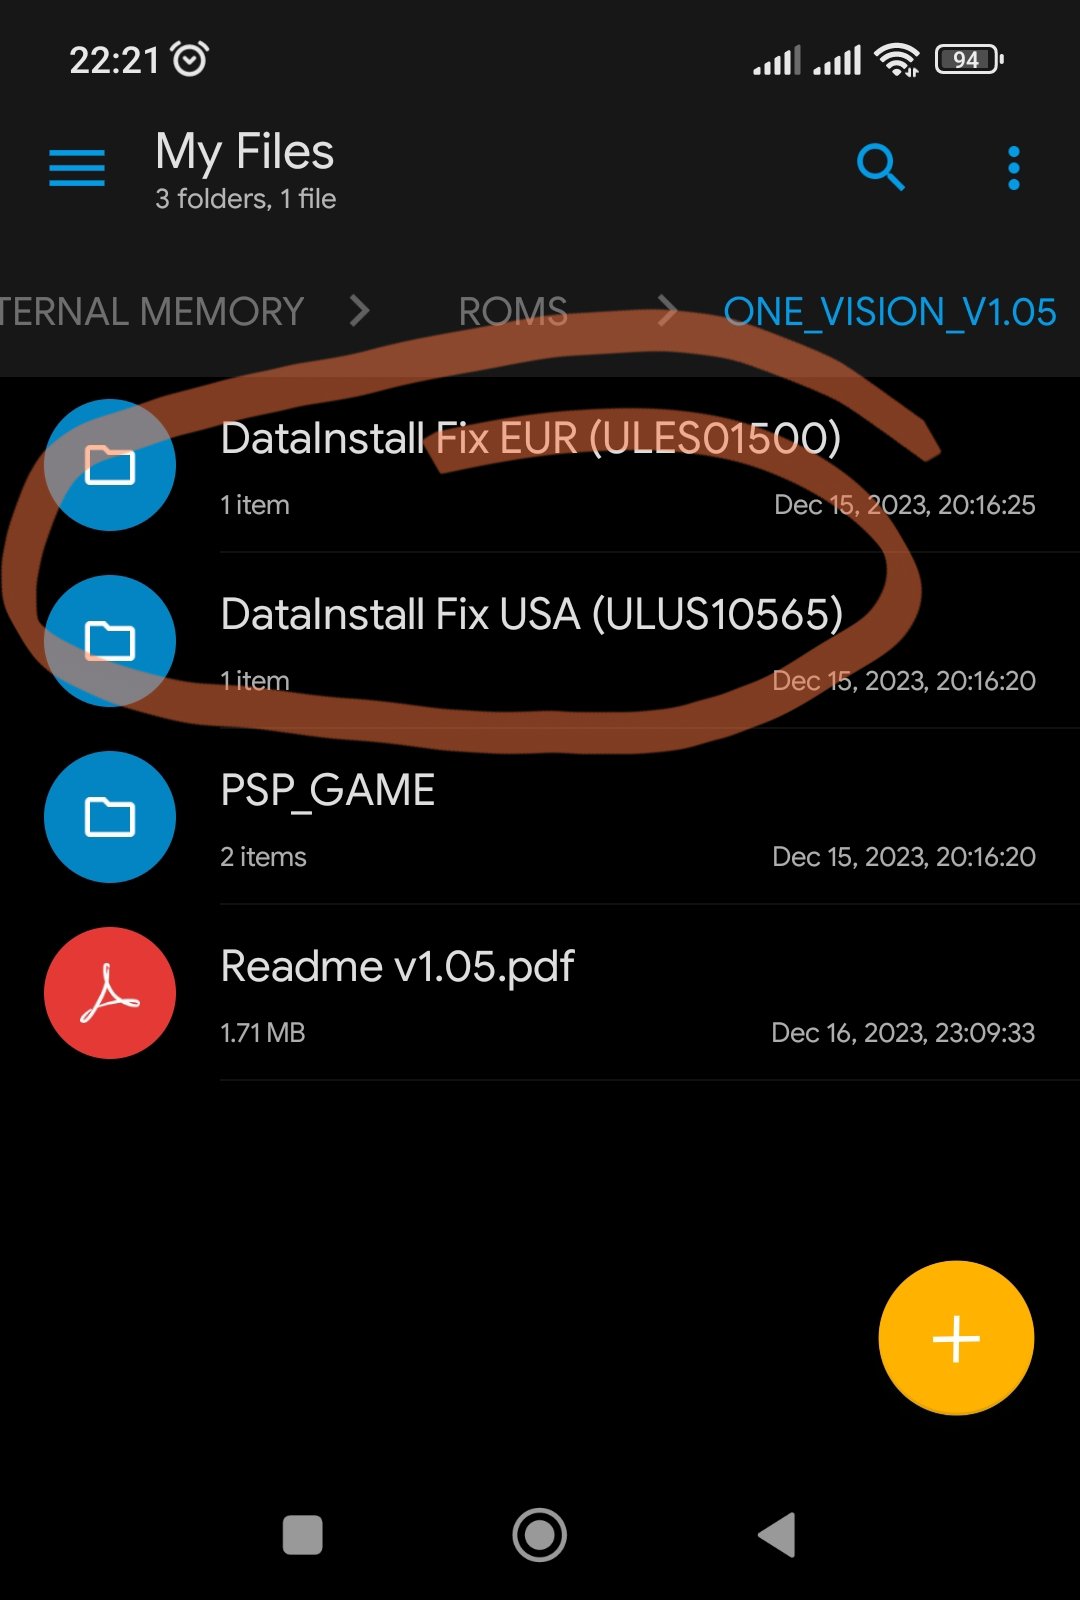 22:21
94
My Files
3 folders, 1 file
TERNAL MEMORY > ROMS > ONE_VISION_V1.05
DataInstall Fix EUR (ULES01500)
1 item Dec 15, 2023, 20:16:25
DataInstall Fix USA (ULUS10565)
1 item Dec 15, 2023, 20:16:20
PSP_GAME
2 items Dec 15, 2023, 20:16:20
Readme v1.05.pdf
1.71 MB Dec 16, 2023, 23:09:33